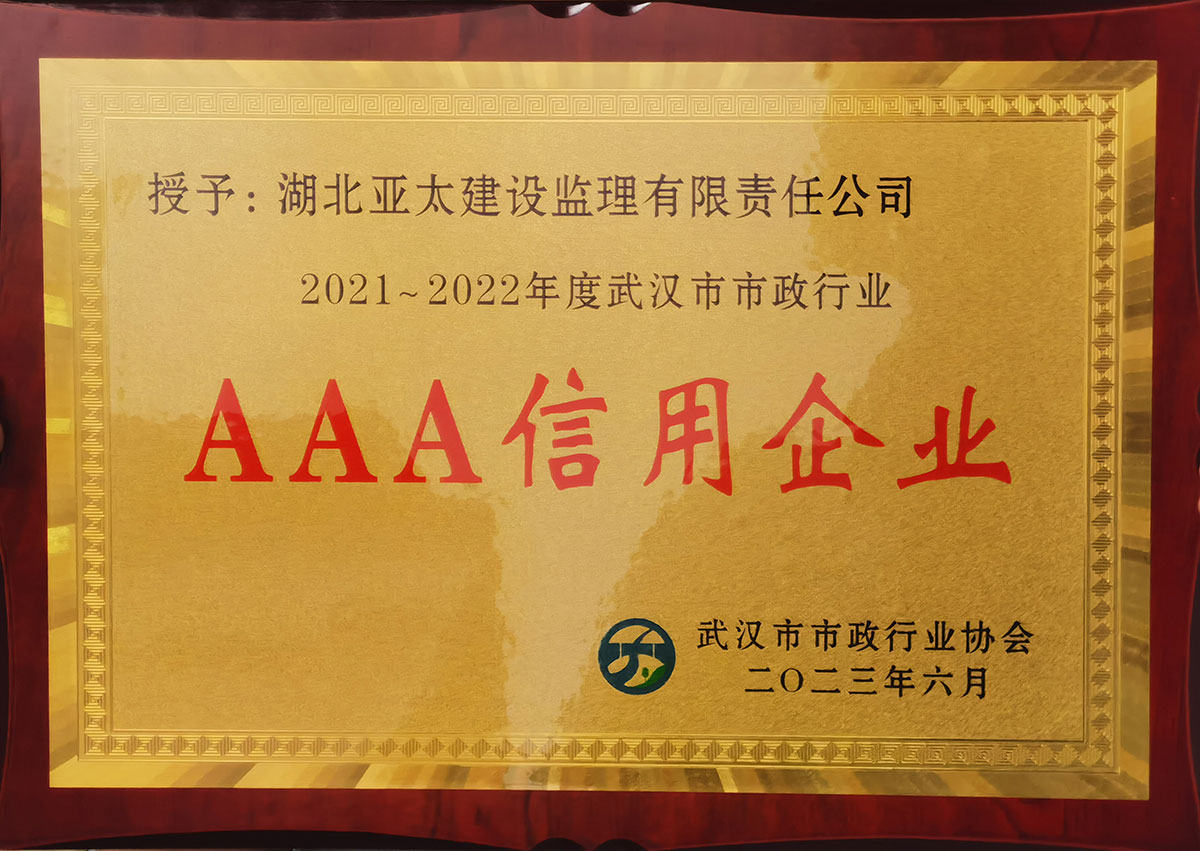 授予：湖北亚太建设监理有限责任公司
2021~2022年度武汉市市政行业
AAA信用企业
武汉市市政行业协会
二〇二三年六月